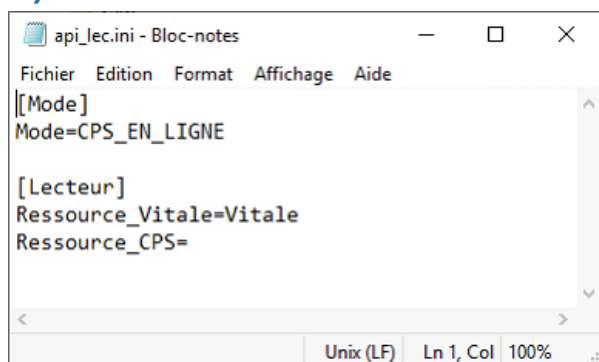 api_lec.ini - Bloc-notes
Fichier Edition Format Affichage Aide
[Mode]
Mode=CPS_EN_LIGNE
[Lecteur]
Ressource_Vitale=Vitale
Ressource_CPS=
Unix (LF) Ln 1, Col 100%